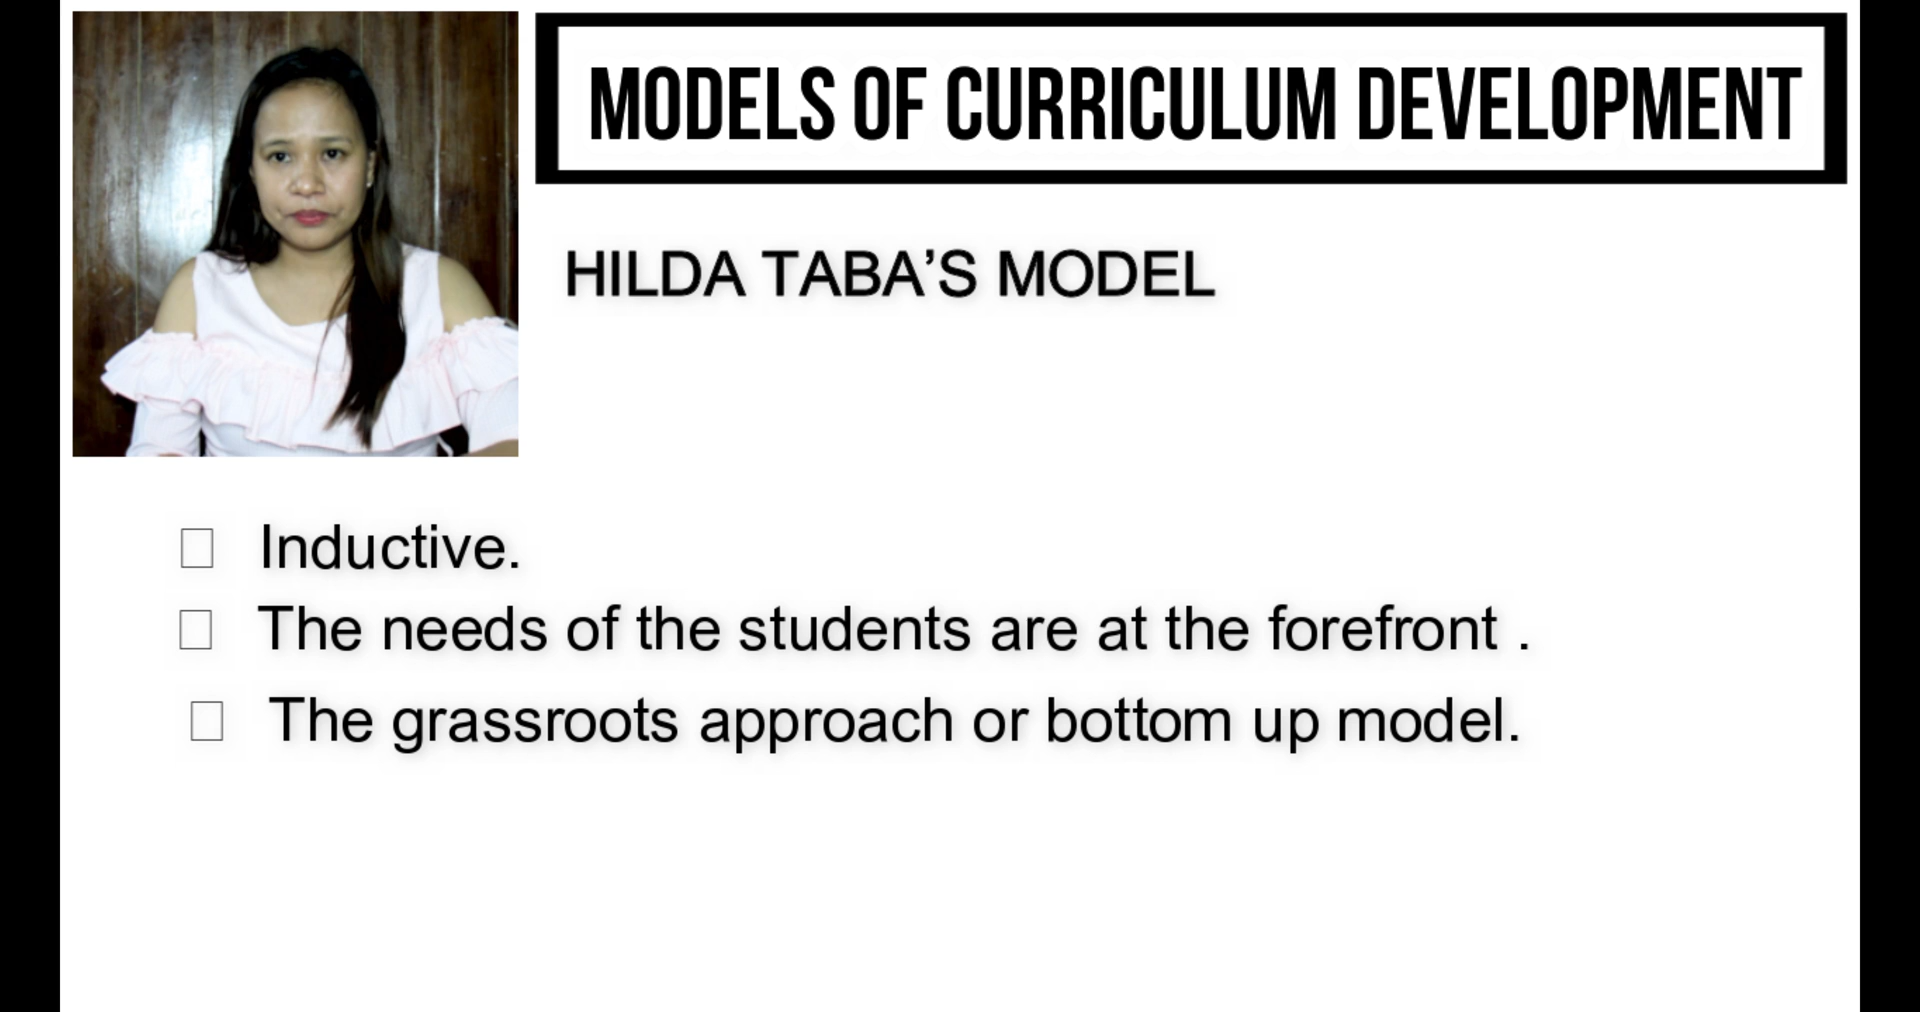 MODELS OF CURRICULUM DEVELOPMENT
HILDA TABA’S MODEL
Inductive.
The needs of the students are at the forefront .
The grassroots approach or bottom up model.